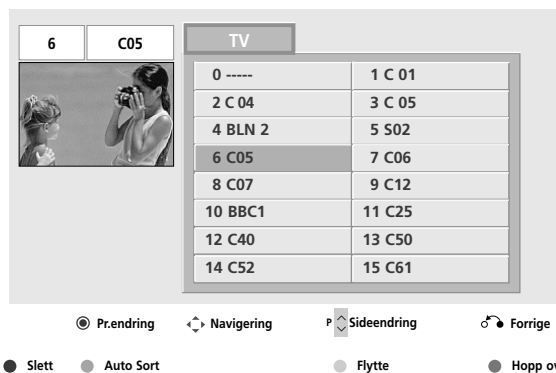 6 C05 TV
0 ----- 1 C 01
2 C 04 3 C 05
4 BLN 2 5 S02
6 C05 7 C06
8 C07 9 C12
10 BBC1 11 C25
12 C40 13 C50
14 C52 15 C61
Pr.endring Navigering P Sideendring Forrige
Slett Auto Sort Flytte Hopp ov